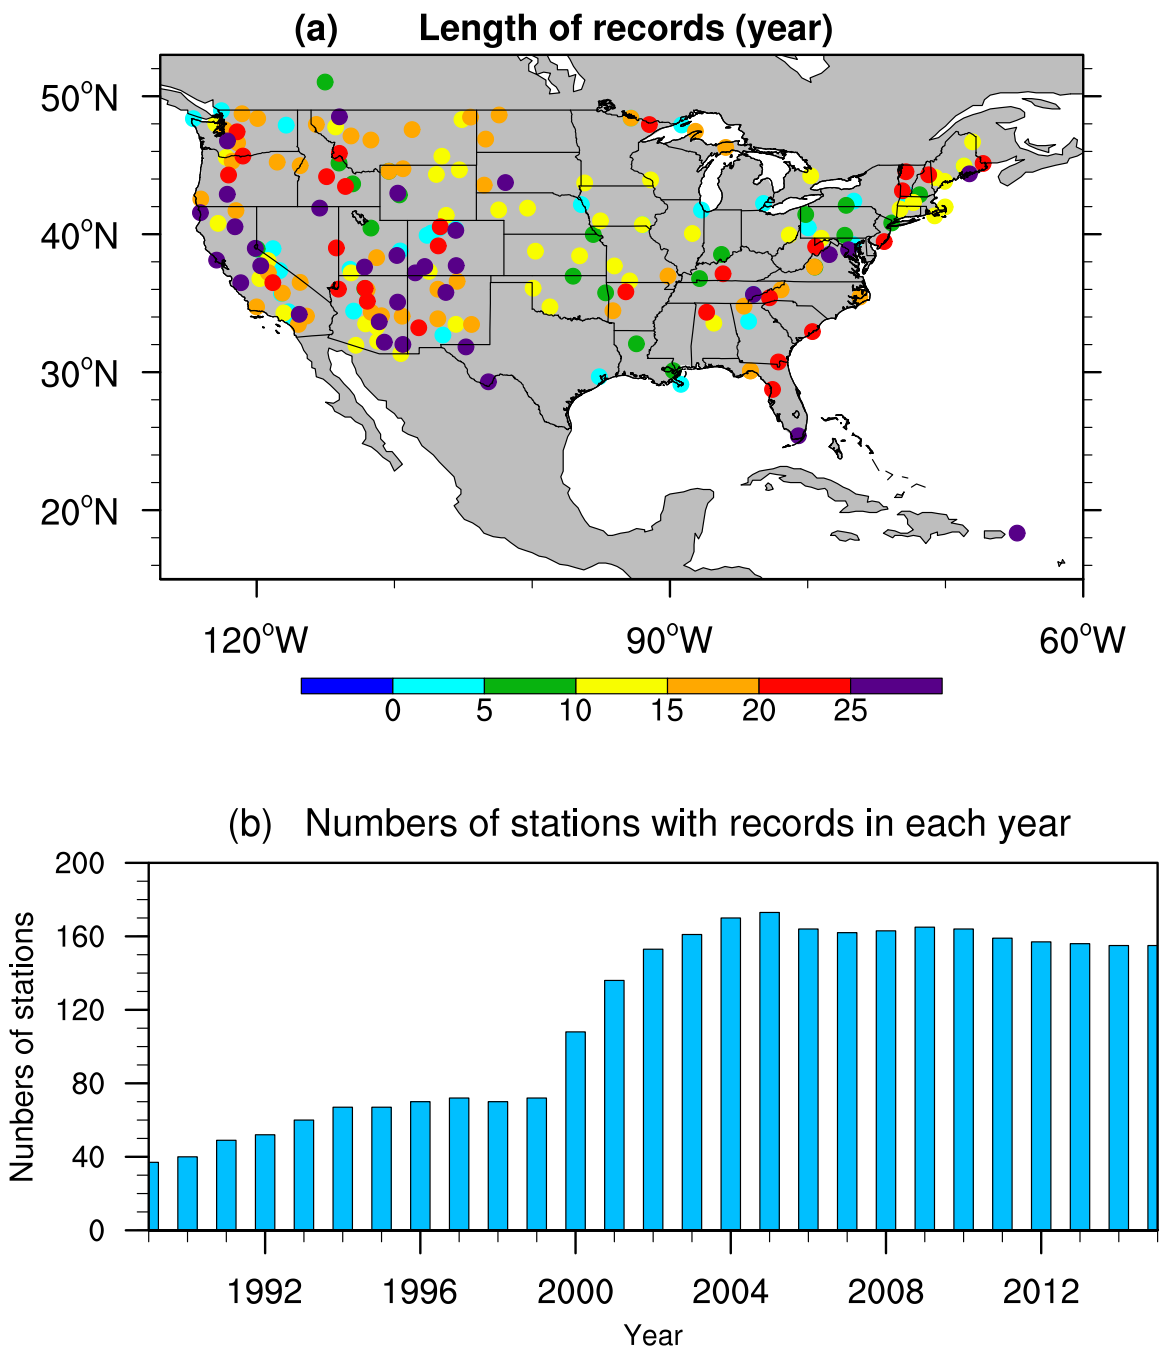 (a) Length of records (year)
50°N
40°N
30°N
20°N
120°W 90°W 60°W
0 5 10 15 20 25
(b) Numbers of stations with records in each year
200
160
120
80
40
0
Nunbers of stations
1992 1996 2000 2004 2008 2012
Year